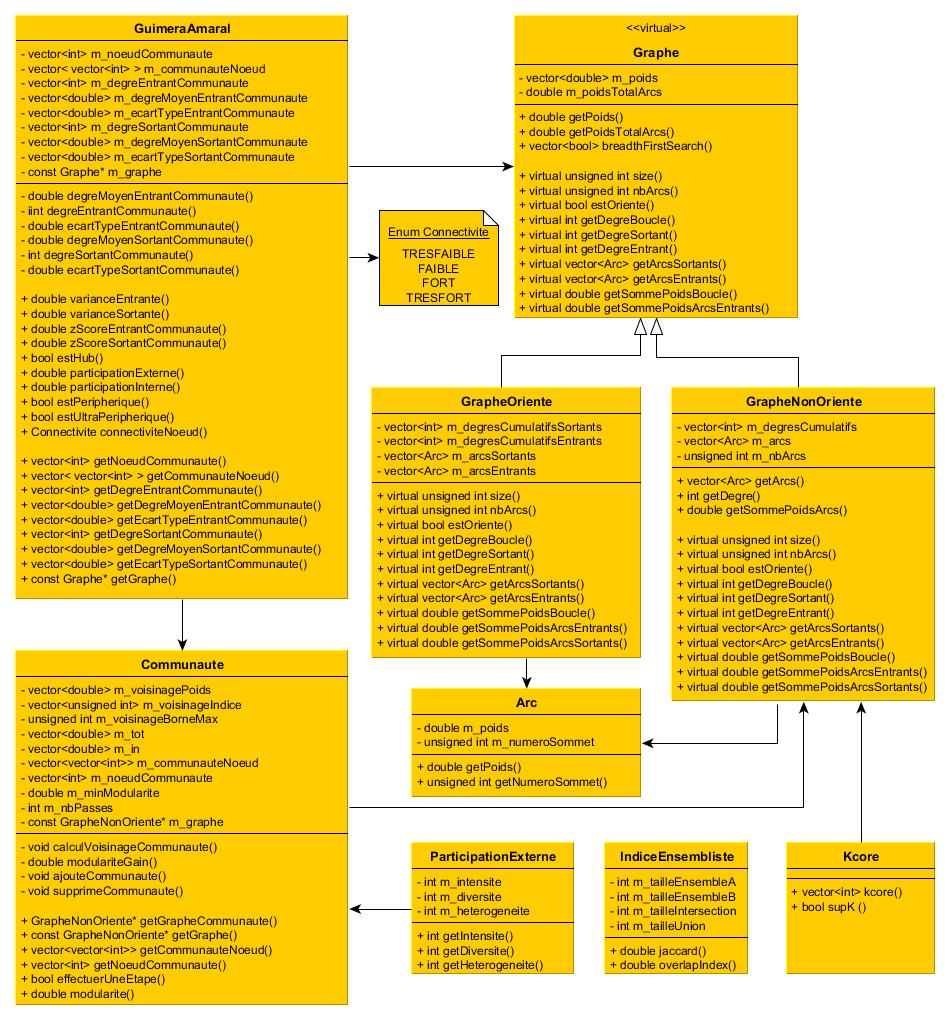 GuimeraAmaral
- vector<int> m_noeudCommunaute
- vector< vector<int> > m_communauteNoeud
- vector<int> m_degreEntrantCommunaute
- vector<double> m_degreMoyenEntrantCommunaute
- vector<double> m_ecartTypeEntrantCommunaute
- vector<int> m_degreSortantCommunaute
- vector<double> m_degreMoyenSortantCommunaute
- vector<double> m_ecartTypeSortantCommunaute
- const Graphe* m_graphe
- double degreMoyenEntrantCommunaute()
- iint degreEntrantCommunaute()
- double ecartTypeEntrantCommunaute()
- double degreMoyenSortantCommunaute()
- int degreSortantCommunaute()
- double ecartTypeSortantCommunaute()
+ double varianceEntrante()
+ double varianceSortante()
+ double zScoreEntrantCommunaute()
+ double zScoreSortantCommunaute()
+ bool estHub()
+ double participationExterne()
+ double participationInterne()
+ bool estPeripherique()
+ bool estUltraPeripherique()
+ Connectivite connectiviteNoeud()
+ vector<int> getNoeudCommunaute()
+ vector< vector<int> > getCommunauteNoeud()
+ vector<int> getDegreEntrantCommunaute()
+ vector<double> getDegreMoyenEntrantCommunaute()
+ vector<double> getEcartTypeEntrantCommunaute()
+ vector<int> getDegreSortantCommunaute()
+ vector<double> getDegreMoyenSortantCommunaute()
+ vector<double> getEcartTypeSortantCommunaute()
+ const Graphe* getGraphe()
<<virtual>>
Graphe
- vector<double> m_poids
- double m_poidsTotalArcs
+ double getPoids()
+ double getPoidsTotalArcs()
+ vector<bool> breadthFirstSearch()
+ virtual unsigned int size()
+ virtual unsigned int nbArcs()
+ virtual bool estOriente()
+ virtual int getDegreBoucle()
+ virtual int getDegreSortant()
+ virtual int getDegreEntrant()
+ virtual vector<Arc> getArcsSortants()
+ virtual vector<Arc> getArcsEntrants()
+ virtual double getSommePoidsBoucle()
+ virtual double getSommePoidsArcsEntrants()
Enum Connectivite
TRESFAIBLE
FAIBLE
FORT
TRESFORT
GrapheOriente
- vector<int> m_degresCumulatifsSortants
- vector<int> m_degresCumulatifsEntrants
- vector<Arc> m_arcsSortants
- vector<Arc> m_arcsEntrants
+ virtual unsigned int size()
+ virtual unsigned int nbArcs()
+ virtual bool estOriente()
+ virtual int getDegreBoucle()
+ virtual int getDegreSortant()
+ virtual int getDegreEntrant()
+ virtual vector<Arc> getArcsSortants()
+ virtual vector<Arc> getArcsEntrants()
+ virtual double getSommePoidsBoucle()
+ virtual double getSommePoidsArcsEntrants()
+ virtual double getSommePoidsArcsSortants()
GrapheNonOriente
- vector<int> m_degresCumulatifs
- vector<Arc> m_arcs
- unsigned int m_nbArcs
+ vector<Arc> getArcs()
+ int getDegre()
+ double getSommePoidsArcs()
+ virtual unsigned int size()
+ virtual unsigned int nbArcs()
+ virtual bool estOriente()
+ virtual int getDegreBoucle()
+ virtual int getDegreSortant()
+ virtual int getDegreEntrant()
+ virtual vector<Arc> getArcsSortants()
+ virtual vector<Arc> getArcsEntrants()
+ virtual double getSommePoidsBoucle()
+ virtual double getSommePoidsArcsEntrants()
+ virtual double getSommePoidsArcsSortants()
Communaute
- vector<double> m_voisinagePoids
- vector<unsigned int> m_voisinageIndice
- unsigned int m_voisinageBorneMax
- vector<double> m_tot
- vector<double> m_in
- vector<vector<int>> m_communauteNoeud
- vector<int> m_noeudCommunaute
- double m_minModularite
- int m_nbPasses
- const GrapheNonOriente* m_graphe
- void calculVoisinageCommunaute()
- double modulariteGain()
- void ajouteCommunaute()
- void supprimeCommunaute()
+ GrapheNonOriente* getGrapheCommunaute()
+ const GrapheNonOriente* getGraphe()
+ vector<vector<int>> getCommunauteNoeud()
+ vector<int> getNoeudCommunaute()
+ bool effectuerUneEtape()
+ double modularite()
Arc
- double m_poids
- unsigned int m_numeroSommet
+ double getPoids()
+ unsigned int getNumeroSommet()
ParticipationExterne
- int m_intensite
- int m_diversite
- int m_heterogeneite
+ int getIntensite()
+ int getDiversite()
+ int getHeterogeneite()
IndiceEnsembliste
- int m_tailleEnsembleA
- int m_tailleEnsembleB
- int m_tailleIntersection
- int m_tailleUnion
+ double jaccard()
+ double overlapIndex()
Kcore
+ vector<int> kcore()
+ bool supK ()